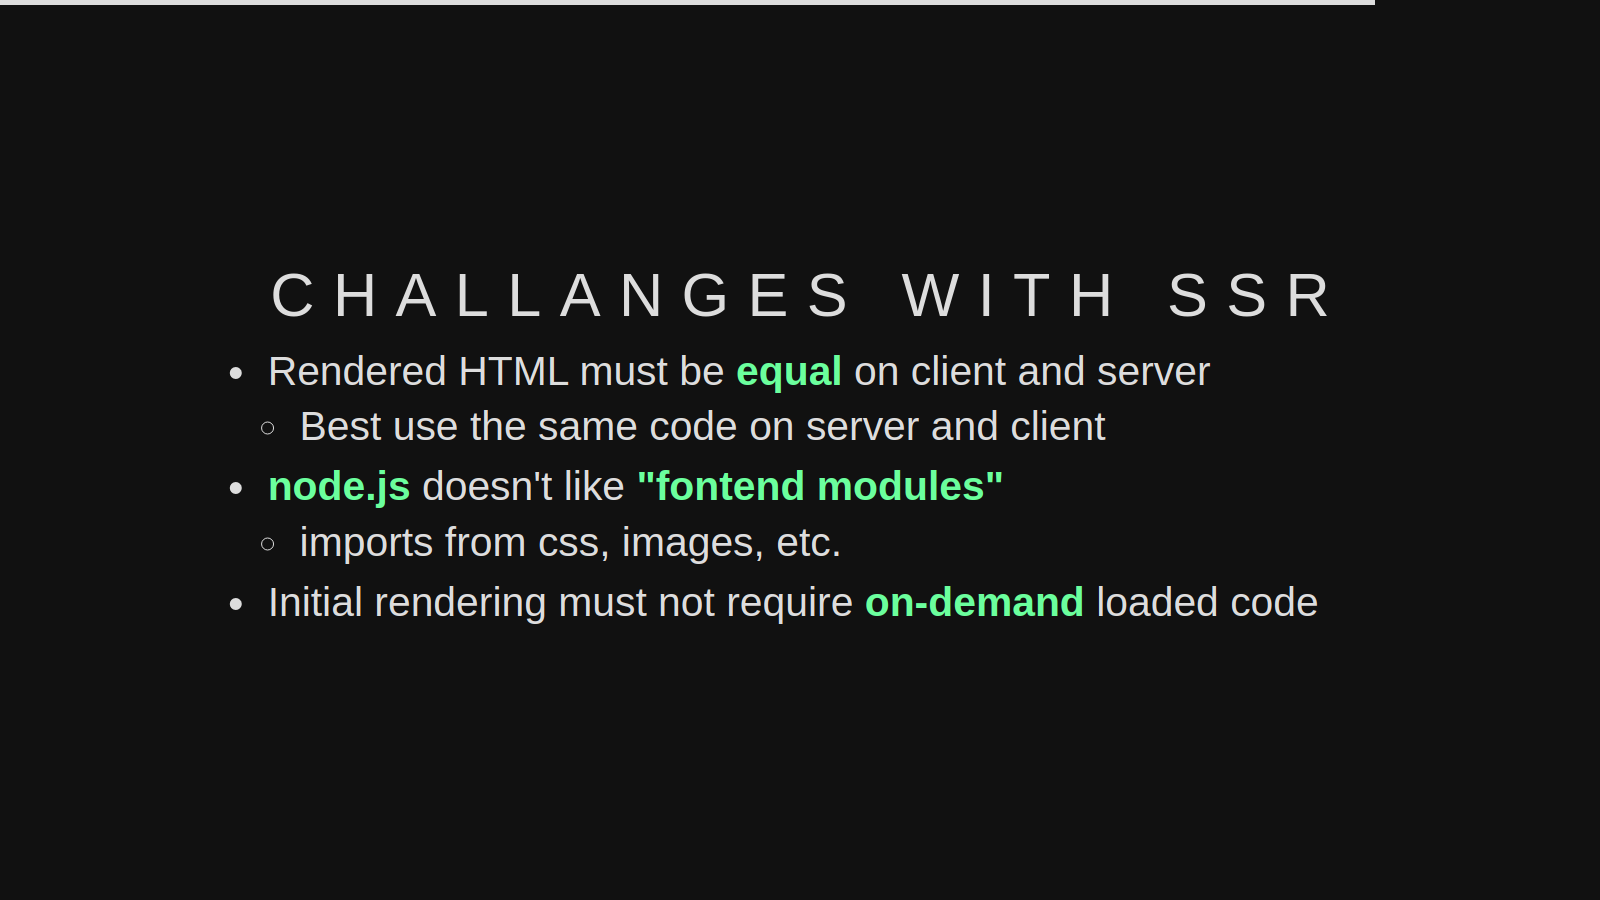 CHALLANGES WITH SSR
Rendered HTML must be equal on client and server
Best use the same code on server and client
node.js doesn't like "fontend modules"
imports from css, images, etc.
Initial rendering must not require on-demand loaded code